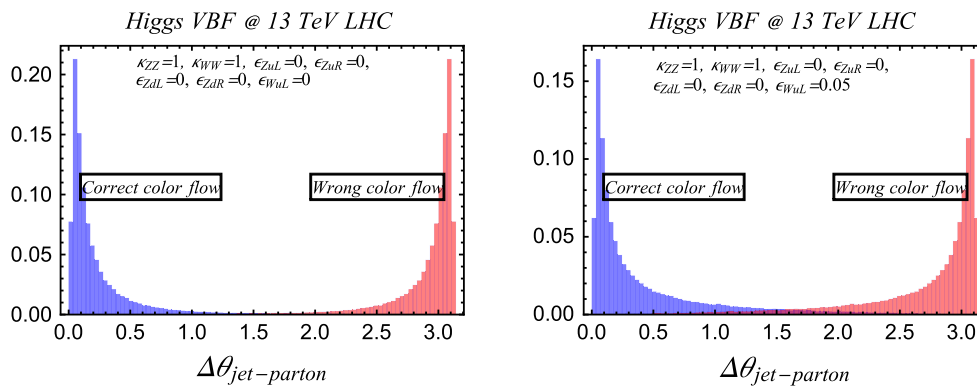 Higgs VBF @ 13 TeV LHC
κZZ=1, κWW=1, ϵZuL=0, ϵZuR=0,
ϵZdL=0, ϵZdR=0, ϵWuL=0
Correct color flow
Wrong color flow
0.20
0.15
0.10
0.05
0.00
0.0 0.5 1.0 1.5 2.0 2.5 3.0
Δθjet−parton
Higgs VBF @ 13 TeV LHC
κZZ=1, κWW=1, ϵZuL=0, ϵZuR=0,
ϵZdL=0, ϵZdR=0, ϵWuL=0.05
Correct color flow
Wrong color flow
0.15
0.10
0.05
0.00
0.0 0.5 1.0 1.5 2.0 2.5 3.0
Δθjet−parton